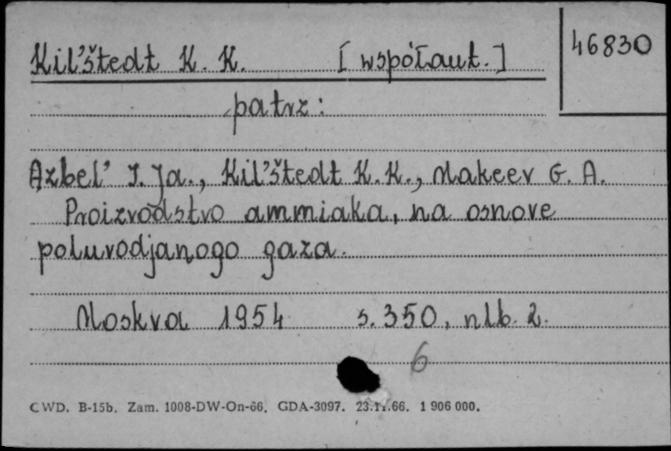 46830
Kil'štedt K. K. [współaut.]
patrz:
Azbel' I. Ja., Kil'štedt K. K., Makeev G. A.
Proizvodstvo ammiaka, na osnove
poluvodjanogo gaza.
Moskva 1954 s. 350, nlb. 2.
6
CWD. B-15b. Zam. 1008-DW-On-66. GDA-3097. 23.11.66. 1 906 000.